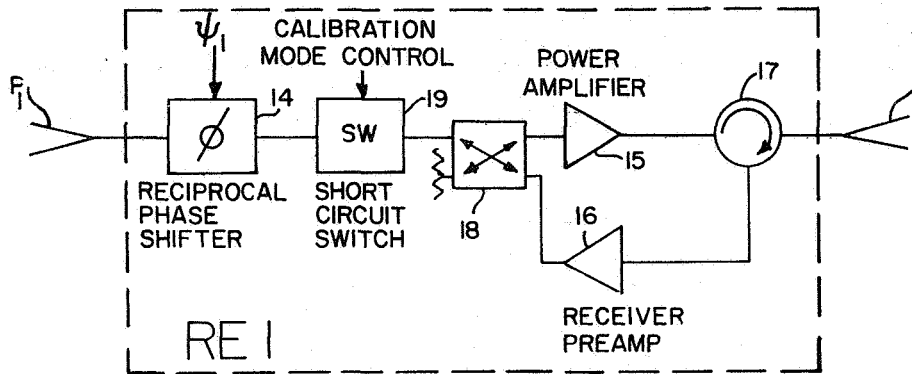 ψ1
CALIBRATION
MODE CONTROL
F1
14
19
SW
POWER
AMPLIFIER
17
15
18
16
RECIPROCAL
PHASE
SHIFTER
SHORT
CIRCUIT
SWITCH
RECEIVER
PREAMP
RE 1